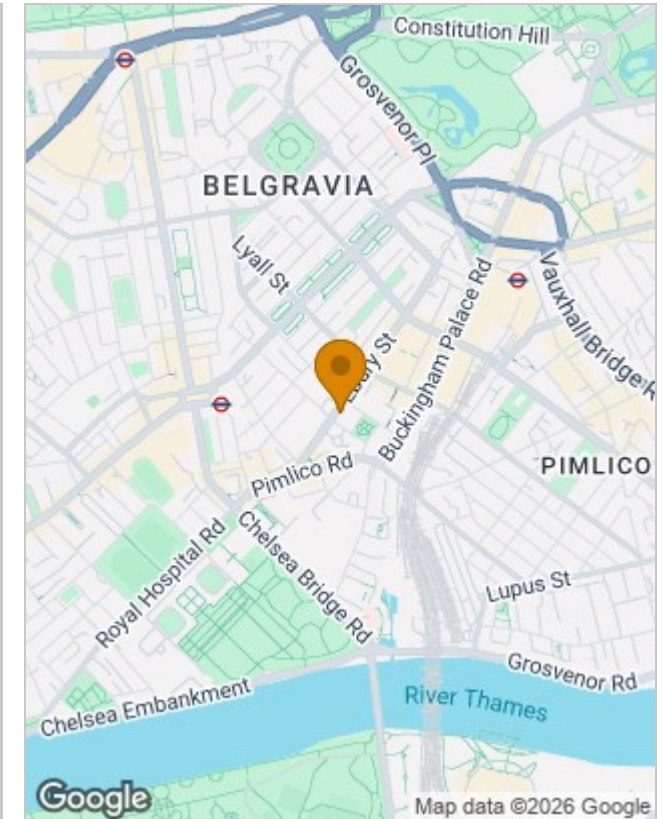 Constitution Hill
Grosvenor Pl
BELGRAVIA
Lyall St
Vauxhall Bridge R
Buckingham Palace Rd
Ebury St
PIMLICO
Pimlico Rd
Royal Hospital Rd
Chelsea Bridge Rd
Lupus St
Grosvenor Rd
Chelsea Embankment
River Thames
Google
Map data ©2026 Google